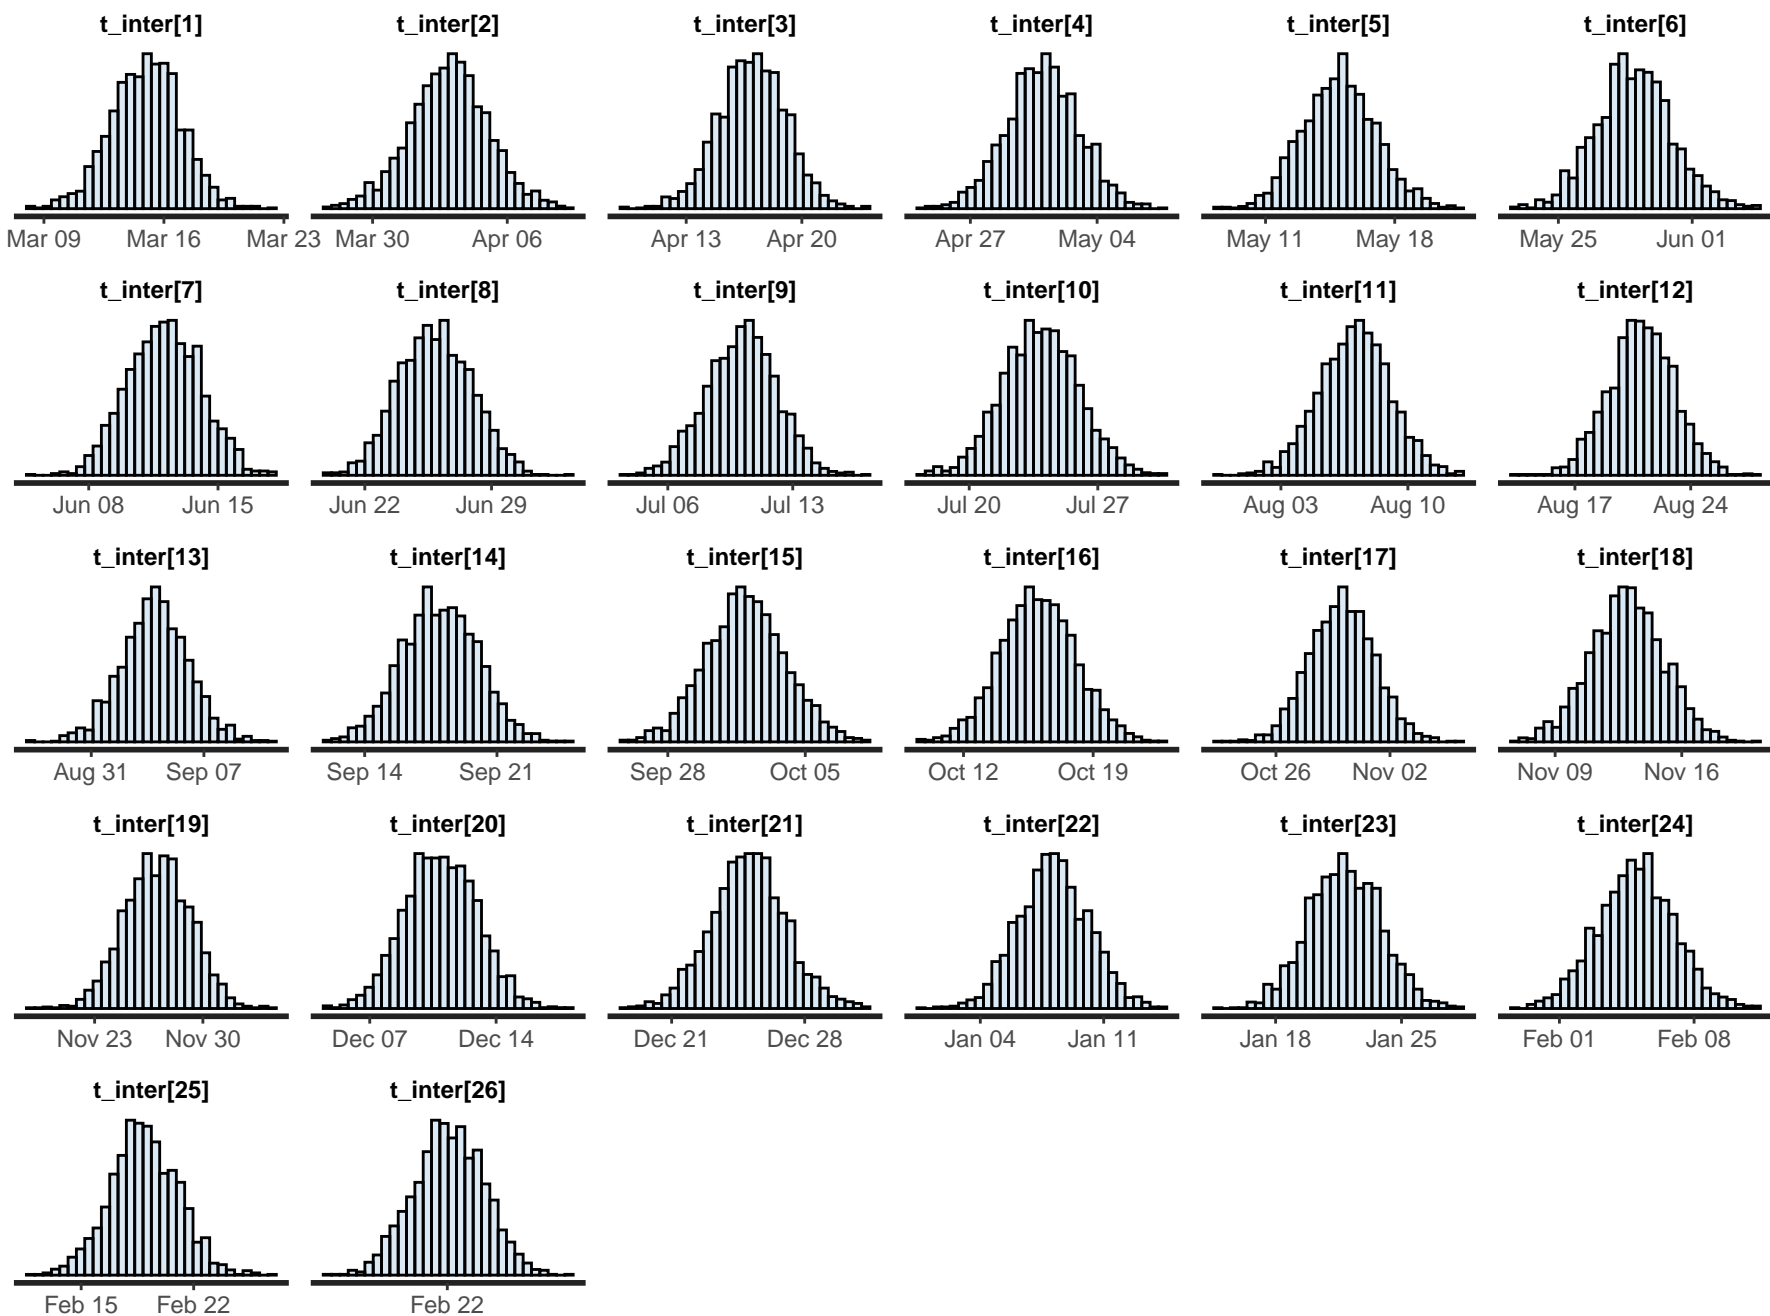 t_inter[1] t_inter[2] t_inter[3] t_inter[4] t_inter[5] t_inter[6]
Mar 09 Mar 16 Mar 23 Mar 30 Apr 06 Apr 13 Apr 20 Apr 27 May 04 May 11 May 18 May 25 Jun 01
t_inter[7] t_inter[8] t_inter[9] t_inter[10] t_inter[11] t_inter[12]
Jun 08 Jun 15 Jun 22 Jun 29 Jul 06 Jul 13 Jul 20 Jul 27 Aug 03 Aug 10 Aug 17 Aug 24
t_inter[13] t_inter[14] t_inter[15] t_inter[16] t_inter[17] t_inter[18]
Aug 31 Sep 07 Sep 14 Sep 21 Sep 28 Oct 05 Oct 12 Oct 19 Oct 26 Nov 02 Nov 09 Nov 16
t_inter[19] t_inter[20] t_inter[21] t_inter[22] t_inter[23] t_inter[24]
Nov 23 Nov 30 Dec 07 Dec 14 Dec 21 Dec 28 Jan 04 Jan 11 Jan 18 Jan 25 Feb 01 Feb 08
t_inter[25] t_inter[26]
Feb 15 Feb 22 Feb 22